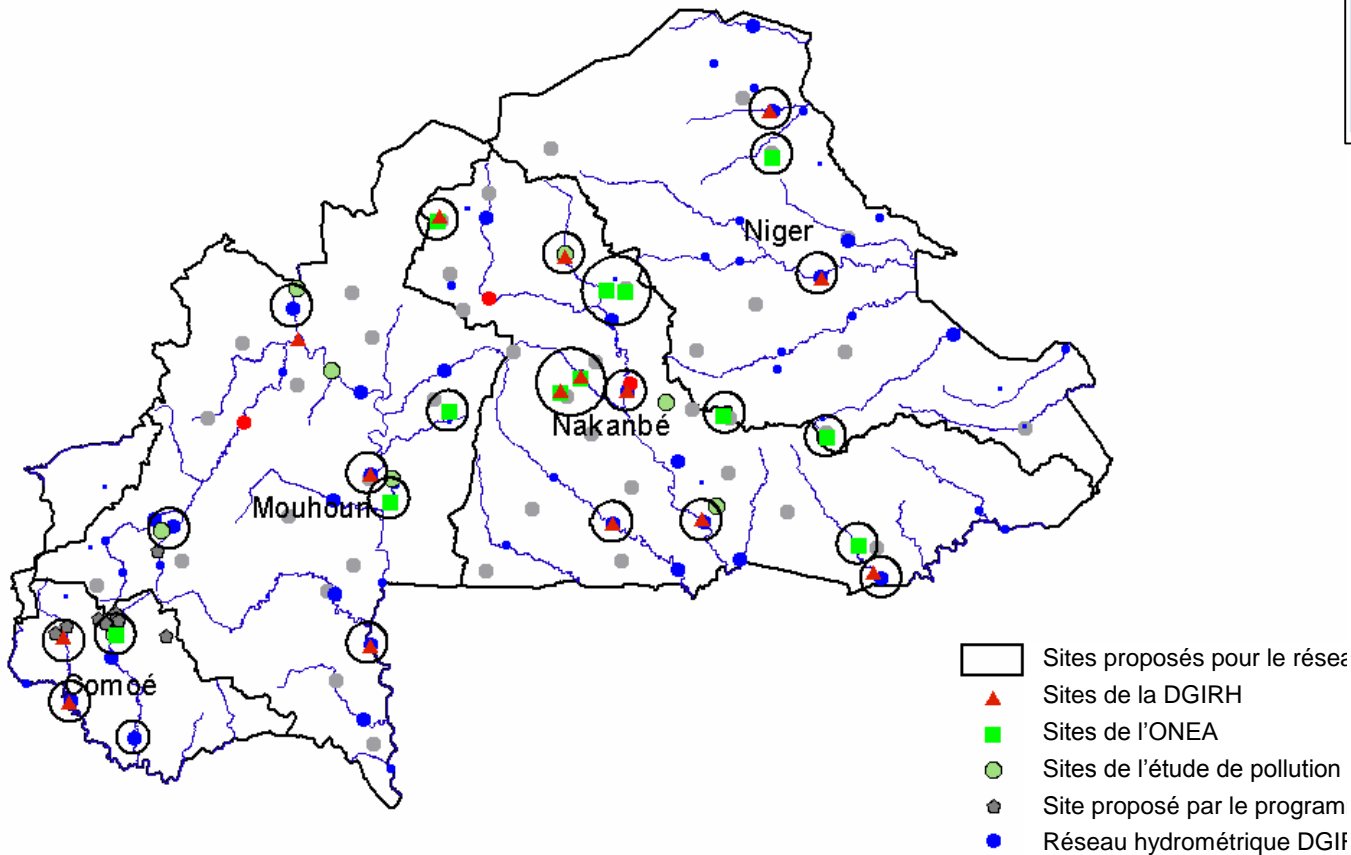 Niger
Nakanbé
Mouhoun
Comoé
Sites proposés pour le résea
Sites de la DGIRH
Sites de l'ONEA
Sites de l'étude de pollution
Site proposé par le program
Réseau hydrométrique DGIR